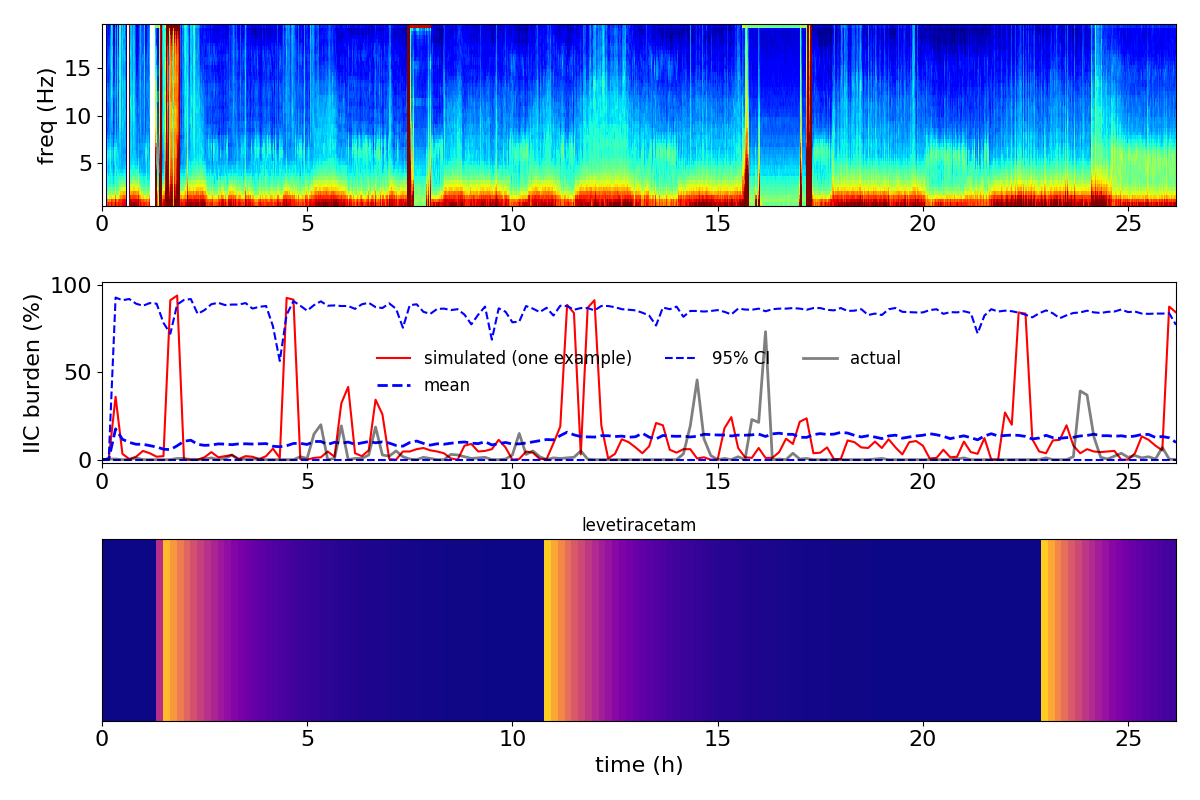 freq (Hz)
15
10
5
0 5 10 15 20 25
IIC burden (%)
100
50
0
simulated (one example) 95% CI actual
mean
0 5 10 15 20 25
levetiracetam
0 5 10 15 20 25
time (h)